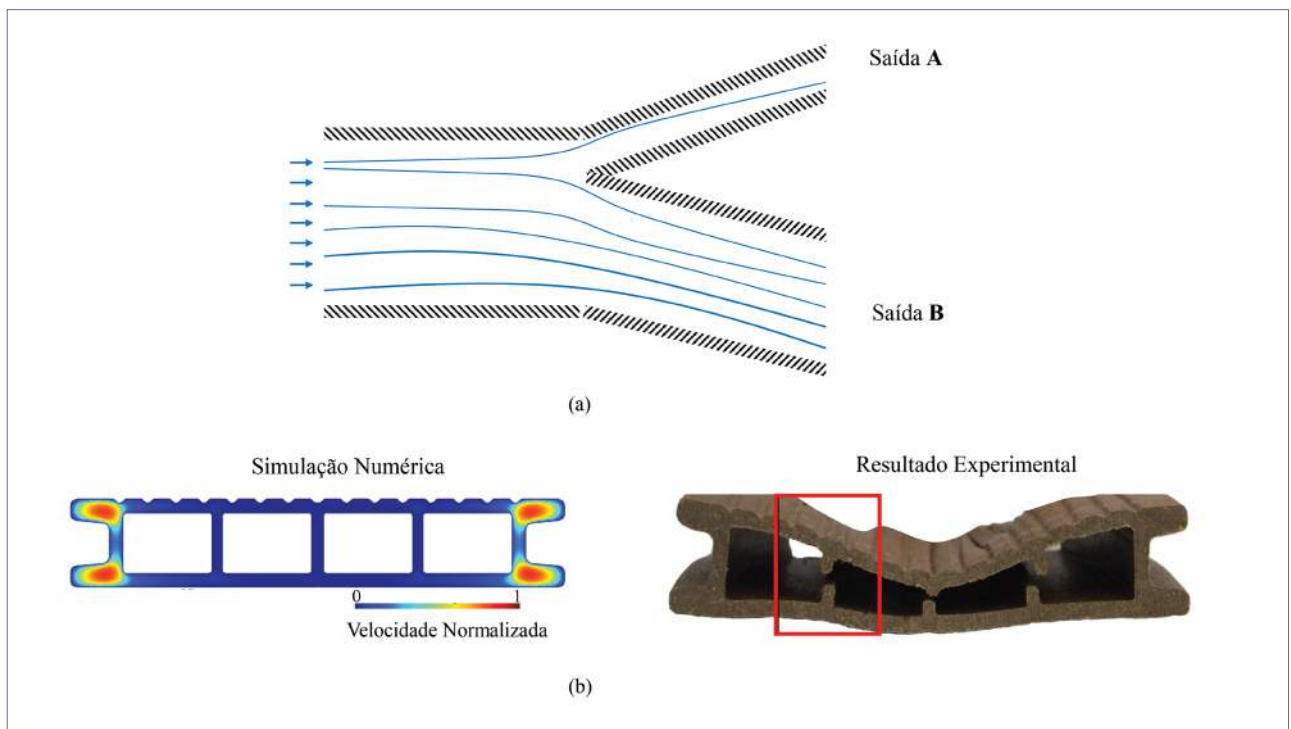 Saída A
Saída B
(a)
Simulação Numérica
Resultado Experimental
0 1
Velocidade Normalizada
(b)